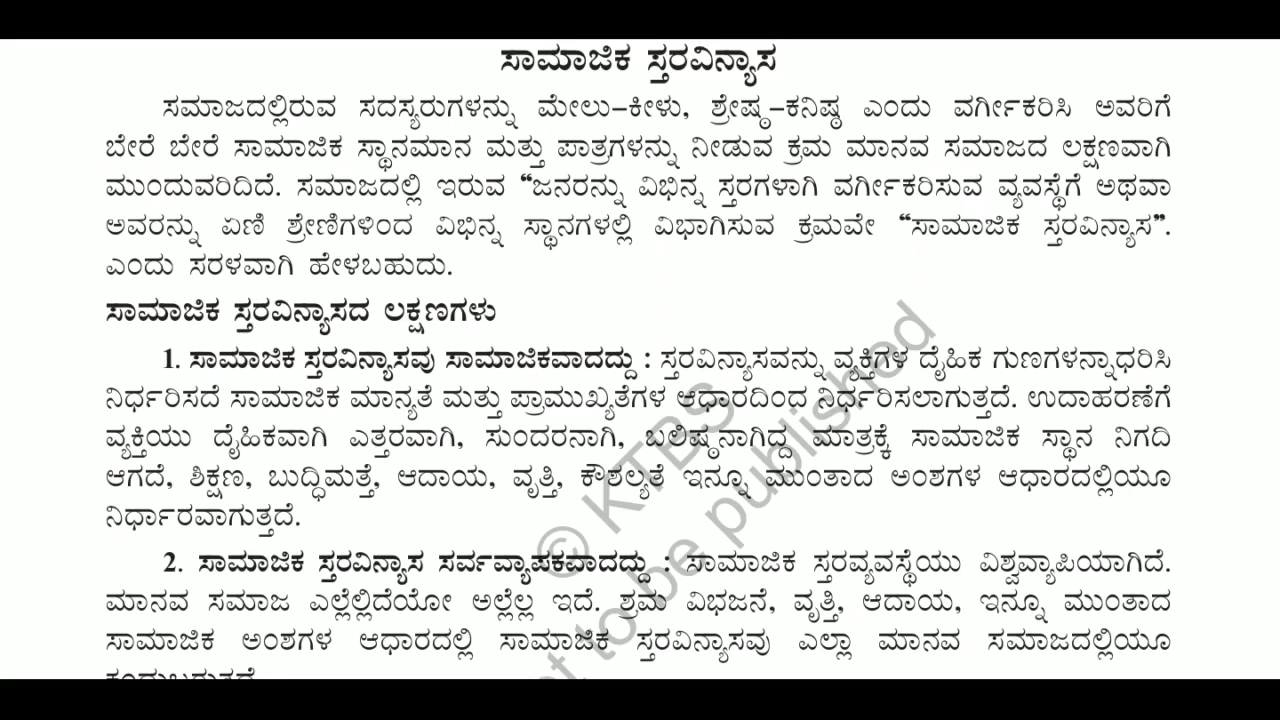 ಸಾಮಾಜಿಕ ಸ್ತರವಿನ್ಯಾಸ
ಸಮಾಜದಲ್ಲಿರುವ ಸದಸ್ಯರುಗಳನ್ನು ಮೇಲು-ಕೀಳು, ಶ್ರೇಷ್ಠ-ಕನಿಷ್ಠ ಎಂದು ವರ್ಗೀಕರಿಸಿ ಅವರಿಗೆ
ಬೇರೆ ಬೇರೆ ಸಾಮಾಜಿಕ ಸ್ಥಾನಮಾನ ಮತ್ತು ಪಾತ್ರಗಳನ್ನು ನೀಡುವ ಕ್ರಮ ಮಾನವ ಸಮಾಜದ ಲಕ್ಷಣವಾಗಿ
ಮುಂದುವರಿದಿದೆ. ಸಮಾಜದಲ್ಲಿ ಇರುವ “ಜನರನ್ನು ವಿಭಿನ್ನ ಸ್ತರಗಳಾಗಿ ವರ್ಗೀಕರಿಸುವ ವ್ಯವಸ್ಥೆಗೆ ಅಥವಾ
ಅವರನ್ನು ಏಣಿ ಶ್ರೇಣಿಗಳಿಂದ ವಿಭಿನ್ನ ಸ್ಥಾನಗಳಲ್ಲಿ ವಿಭಾಗಿಸುವ ಕ್ರಮವೇ “ಸಾಮಾಜಿಕ ಸ್ತರವಿನ್ಯಾಸ”.
ಎಂದು ಸರಳವಾಗಿ ಹೇಳಬಹುದು.
ಸಾಮಾಜಿಕ ಸ್ತರವಿನ್ಯಾಸದ ಲಕ್ಷಣಗಳು
1. ಸಾಮಾಜಿಕ ಸ್ತರವಿನ್ಯಾಸವು ಸಾಮಾಜಿಕವಾದದ್ದು : ಸ್ತರವಿನ್ಯಾಸವನ್ನು ವ್ಯಕ್ತಿಗಳ ದೈಹಿಕ ಗುಣಗಳನ್ನಾಧರಿಸಿ
ನಿರ್ಧರಿಸದೆ ಸಾಮಾಜಿಕ ಮಾನ್ಯತೆ ಮತ್ತು ಪ್ರಾಮುಖ್ಯತೆಗಳ ಆಧಾರದಿಂದ ನಿರ್ಧರಿಸಲಾಗುತ್ತದೆ. ಉದಾಹರಣೆಗೆ
ವ್ಯಕ್ತಿಯು ದೈಹಿಕವಾಗಿ ಎತ್ತರವಾಗಿ, ಸುಂದರನಾಗಿ, ಬಲಿಷ್ಠನಾಗಿದ್ದ ಮಾತ್ರಕ್ಕೆ ಸಾಮಾಜಿಕ ಸ್ಥಾನ ನಿಗದಿ
ಆಗದೆ, ಶಿಕ್ಷಣ, ಬುದ್ಧಿಮತ್ತೆ, ಆದಾಯ, ವೃತ್ತಿ, ಕೌಶಲ್ಯತೆ ಇನ್ನೂ ಮುಂತಾದ ಅಂಶಗಳ ಆಧಾರದಲ್ಲಿಯೂ
ನಿರ್ಧಾರವಾಗುತ್ತದೆ.
2. ಸಾಮಾಜಿಕ ಸ್ತರವಿನ್ಯಾಸ ಸರ್ವವ್ಯಾಪಕವಾದದ್ದು : ಸಾಮಾಜಿಕ ಸ್ತರವ್ಯವಸ್ಥೆಯು ವಿಶ್ವವ್ಯಾಪಿಯಾಗಿದೆ.
ಮಾನವ ಸಮಾಜ ಎಲ್ಲೆಲ್ಲಿದೆಯೋ ಅಲ್ಲೆಲ್ಲ ಇದೆ. ಶ್ರಮ ವಿಭಜನೆ, ವೃತ್ತಿ, ಆದಾಯ, ಇನ್ನೂ ಮುಂತಾದ
ಸಾಮಾಜಿಕ ಅಂಶಗಳ ಆಧಾರದಲ್ಲಿ ಸಾಮಾಜಿಕ ಸ್ತರವಿನ್ಯಾಸವು ಎಲ್ಲಾ ಮಾನವ ಸಮಾಜದಲ್ಲಿಯೂ
© KTBS
to be published